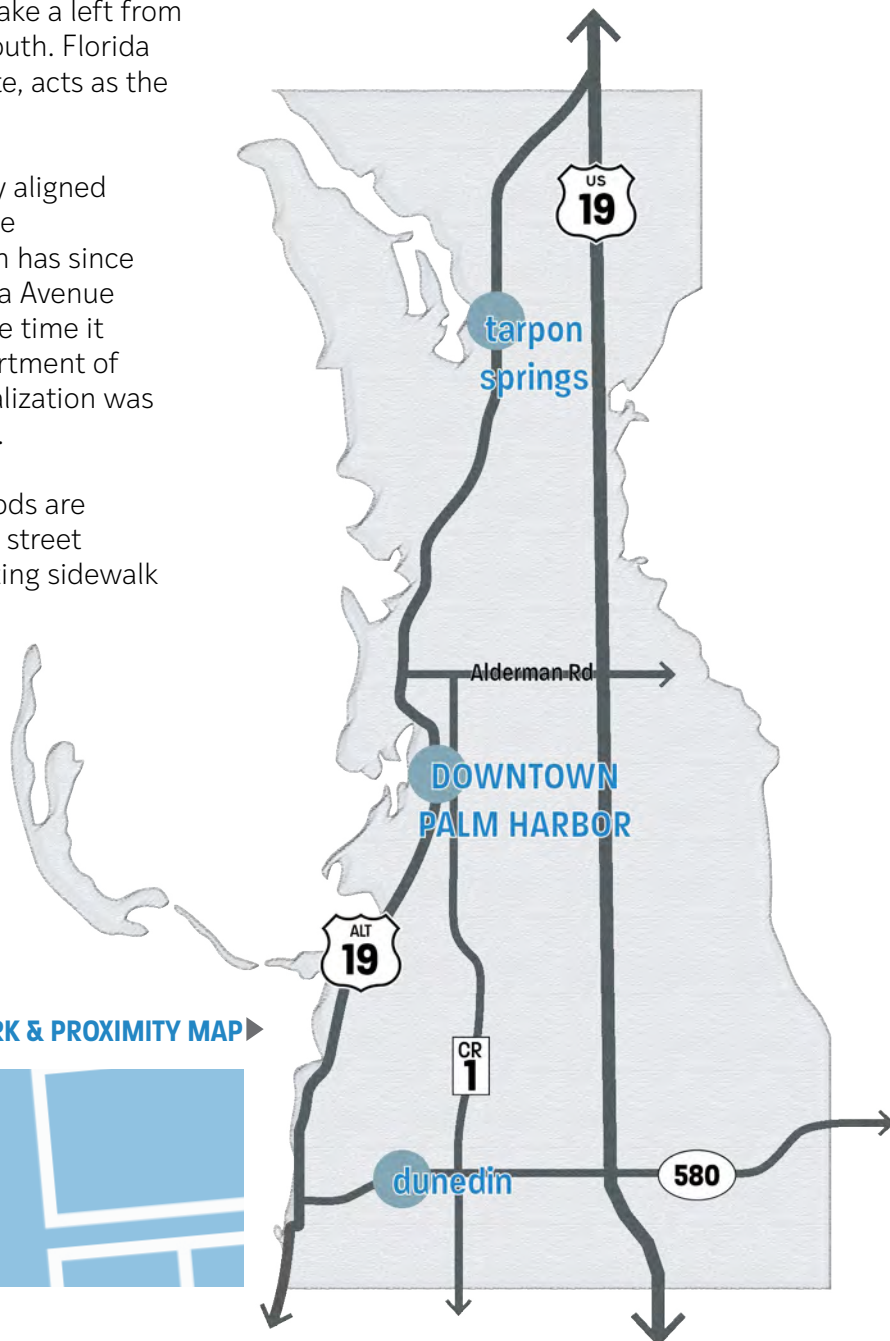 ake a left from
outh. Florida
te, acts as the
y aligned
e
n has since
a Avenue
e time it
rtment of
alization was
.
ods are
street
ting sidewalk
US
19
tarpon
springs
Alderman Rd
DOWNTOWN
PALM HARBOR
ALT
19
RK & PROXIMITY MAP
CR
1
dunedin
580